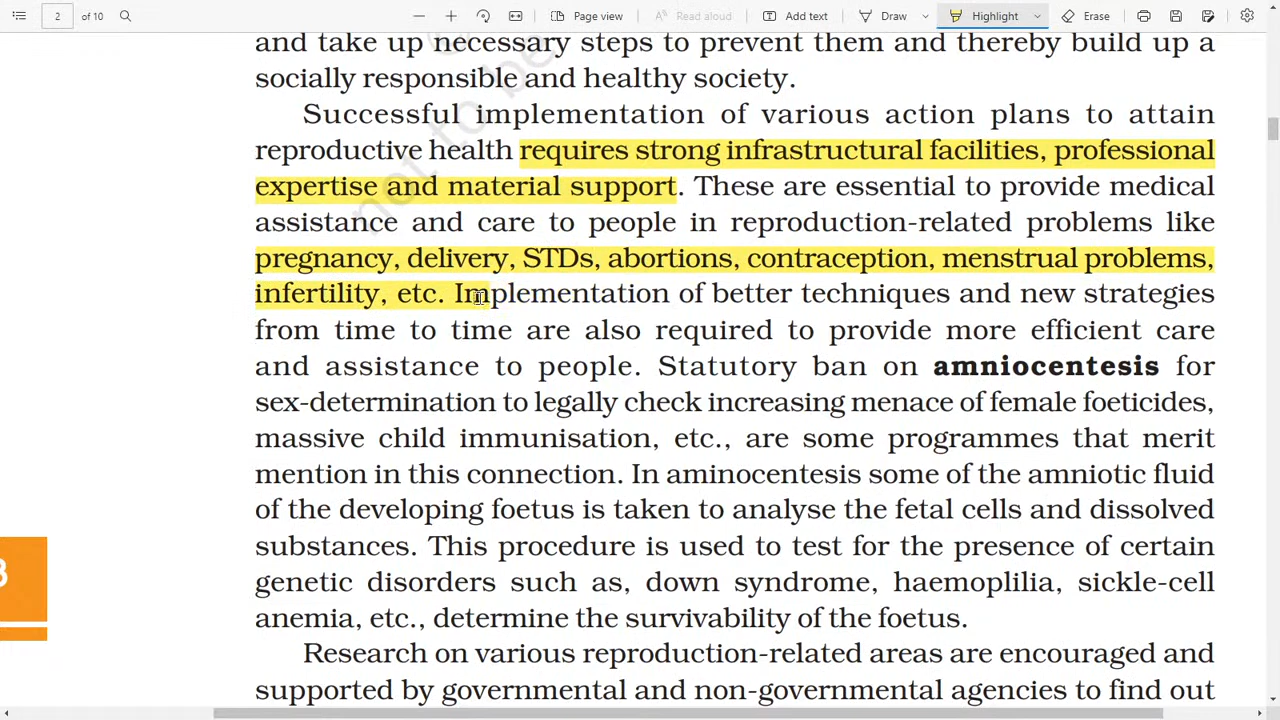 2 of 10 Page view Read aloud Add text Draw Highlight Erase
and take up necessary steps to prevent them and thereby build up a
socially responsible and healthy society.
Successful implementation of various action plans to attain
reproductive health requires strong infrastructural facilities, professional
expertise and material support. These are essential to provide medical
assistance and care to people in reproduction-related problems like
pregnancy, delivery, STDs, abortions, contraception, menstrual problems,
infertility, etc. Implementation of better techniques and new strategies
from time to time are also required to provide more efficient care
and assistance to people. Statutory ban on amniocentesis for
sex-determination to legally check increasing menace of female foeticides,
massive child immunisation, etc., are some programmes that merit
mention in this connection. In aminocentesis some of the amniotic fluid
of the developing foetus is taken to analyse the fetal cells and dissolved
substances. This procedure is used to test for the presence of certain
genetic disorders such as, down syndrome, haemoplilia, sickle-cell
anemia, etc., determine the survivability of the foetus.
Research on various reproduction-related areas are encouraged and
supported by governmental and non-governmental agencies to find out
not to be